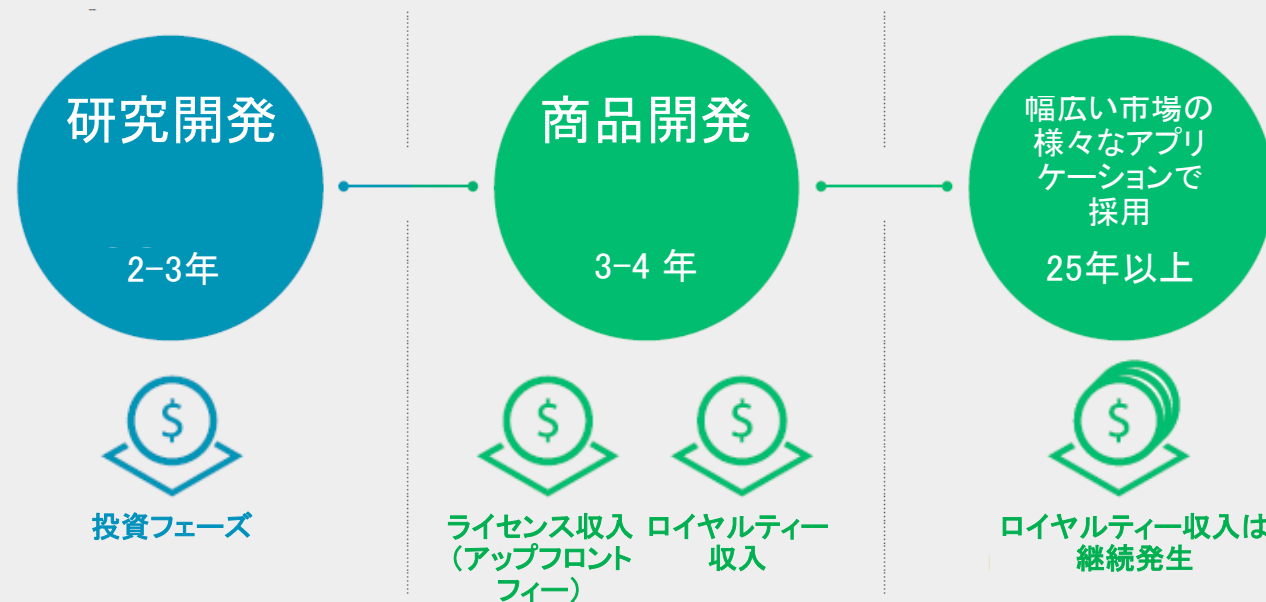 研究開発
2-3年
商品開発
3-4 年
幅広い市場の
様々なアプリ
ケーションで
採用
25年以上
$
投資フェーズ
$
ライセンス収入
（アップフロント
フィー）
$
ロイヤルティー
収入
$
ロイヤルティー収入は
継続発生